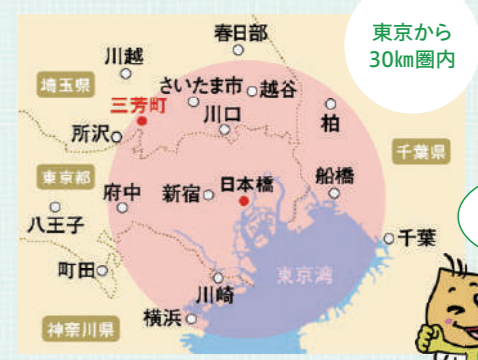 東京から
30km圏内
春日部
川越
埼玉県
さいたま市
越谷
三芳町
川口
柏
所沢
千葉県
東京都
府中
新宿
日本橋
船橋
八王子
千葉
町田
川崎
東京湾
横浜
神奈川県